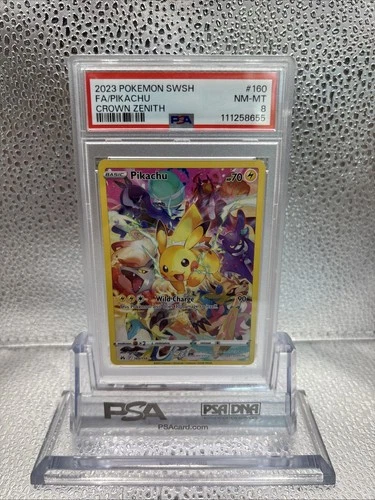 2023 POKEMON SWSH #160
FA/PIKACHU NM-MT
CROWN ZENITH 8
PSA 111258655
BASIC Pikachu 70
Wild Charge 90
PSA PSA/DNA
PSAcard.com